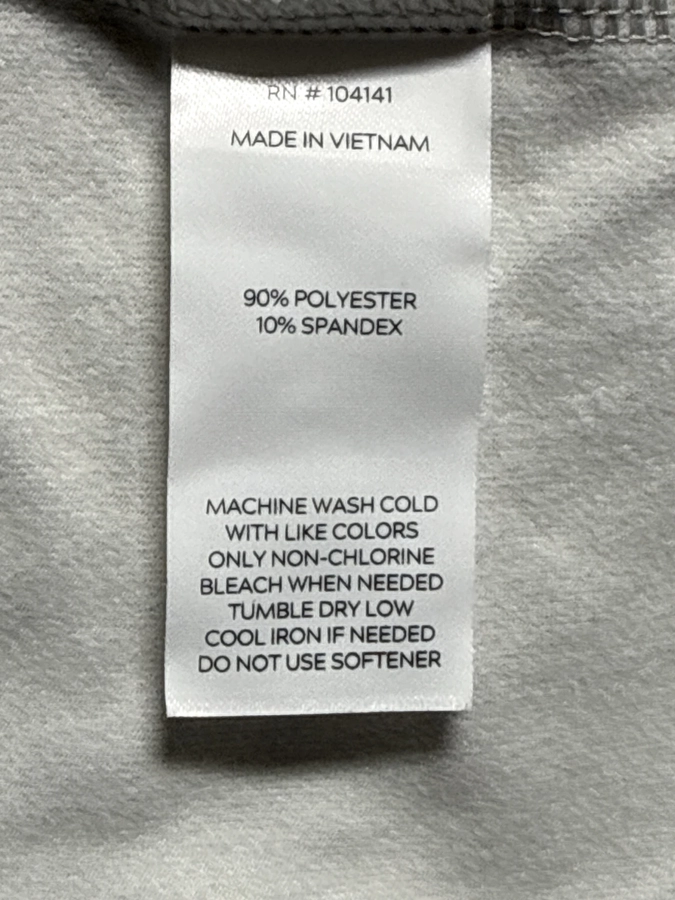 RN # 104141
MADE IN VIETNAM
90% POLYESTER
10% SPANDEX
MACHINE WASH COLD
WITH LIKE COLORS
ONLY NON-CHLORINE
BLEACH WHEN NEEDED
TUMBLE DRY LOW
COOL IRON IF NEEDED
DO NOT USE SOFTENER